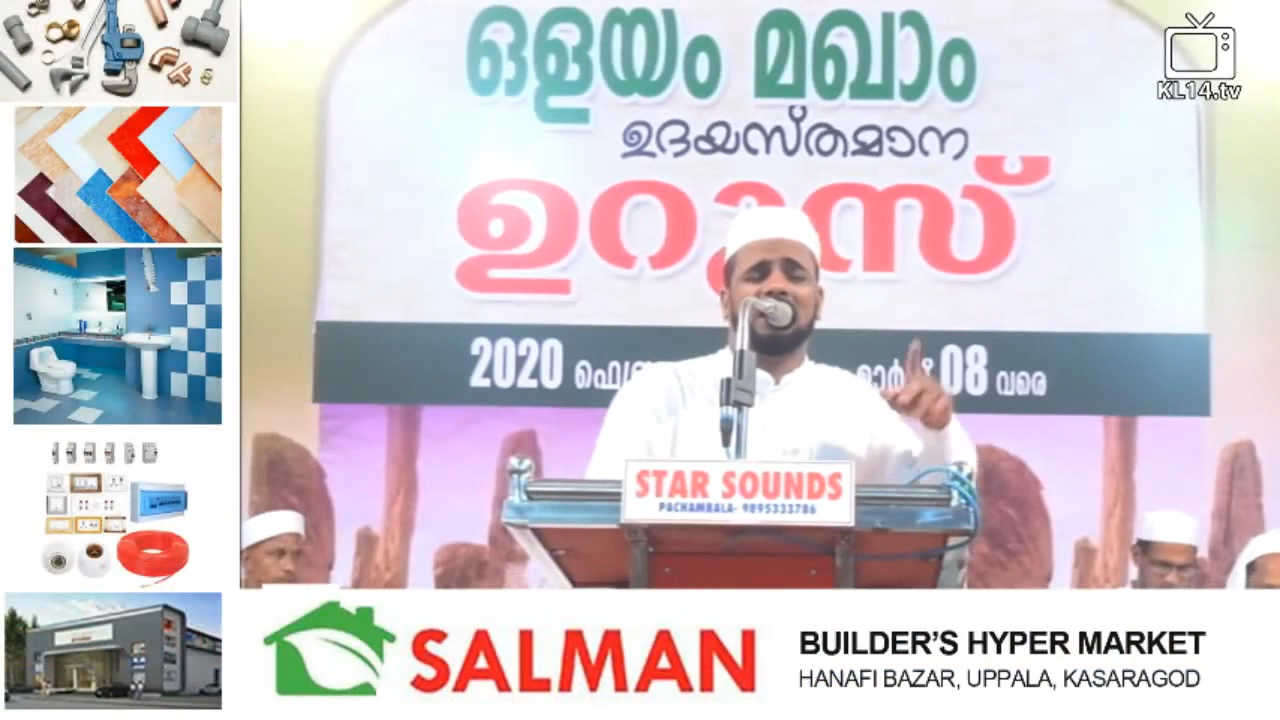 ഒളയം മഖാം
KL14.tv
ഉദയസ്തമാന
ഉറൂസ്
2020 08 വരെ
STAR SOUNDS
PACHAMBALA- 9895333786
SALMAN
BUILDER'S HYPER MARKET
HANAFI BAZAR, UPPALA, KASARAGOD